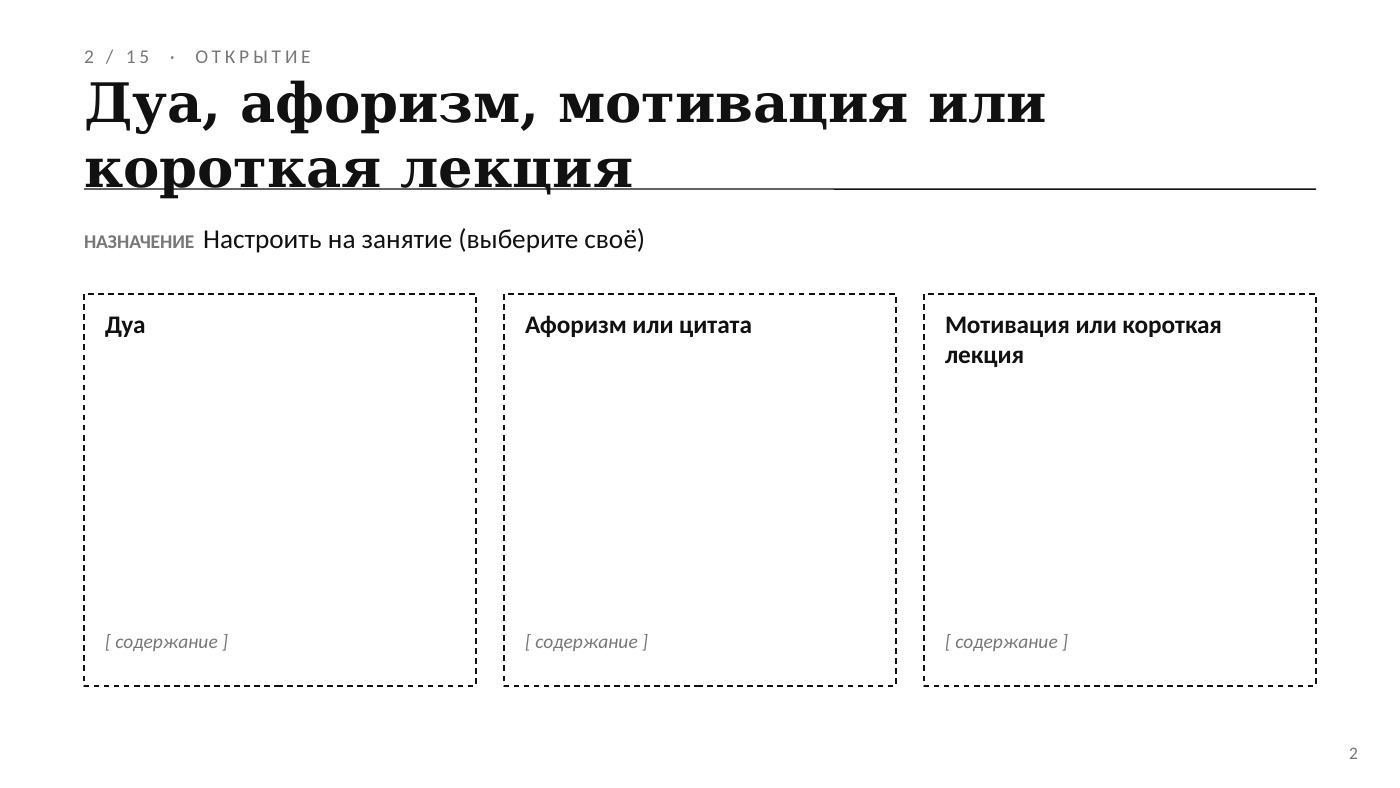 2 / 15 · ОТКРЫТИЕ
Дуа, афоризм, мотивация или
короткая лекция
НАЗНАЧЕНИЕ Настроить на занятие (выберите своё)
Дуа
[ содержание ]
Афоризм или цитата
[ содержание ]
Мотивация или короткая
лекция
[ содержание ]
2